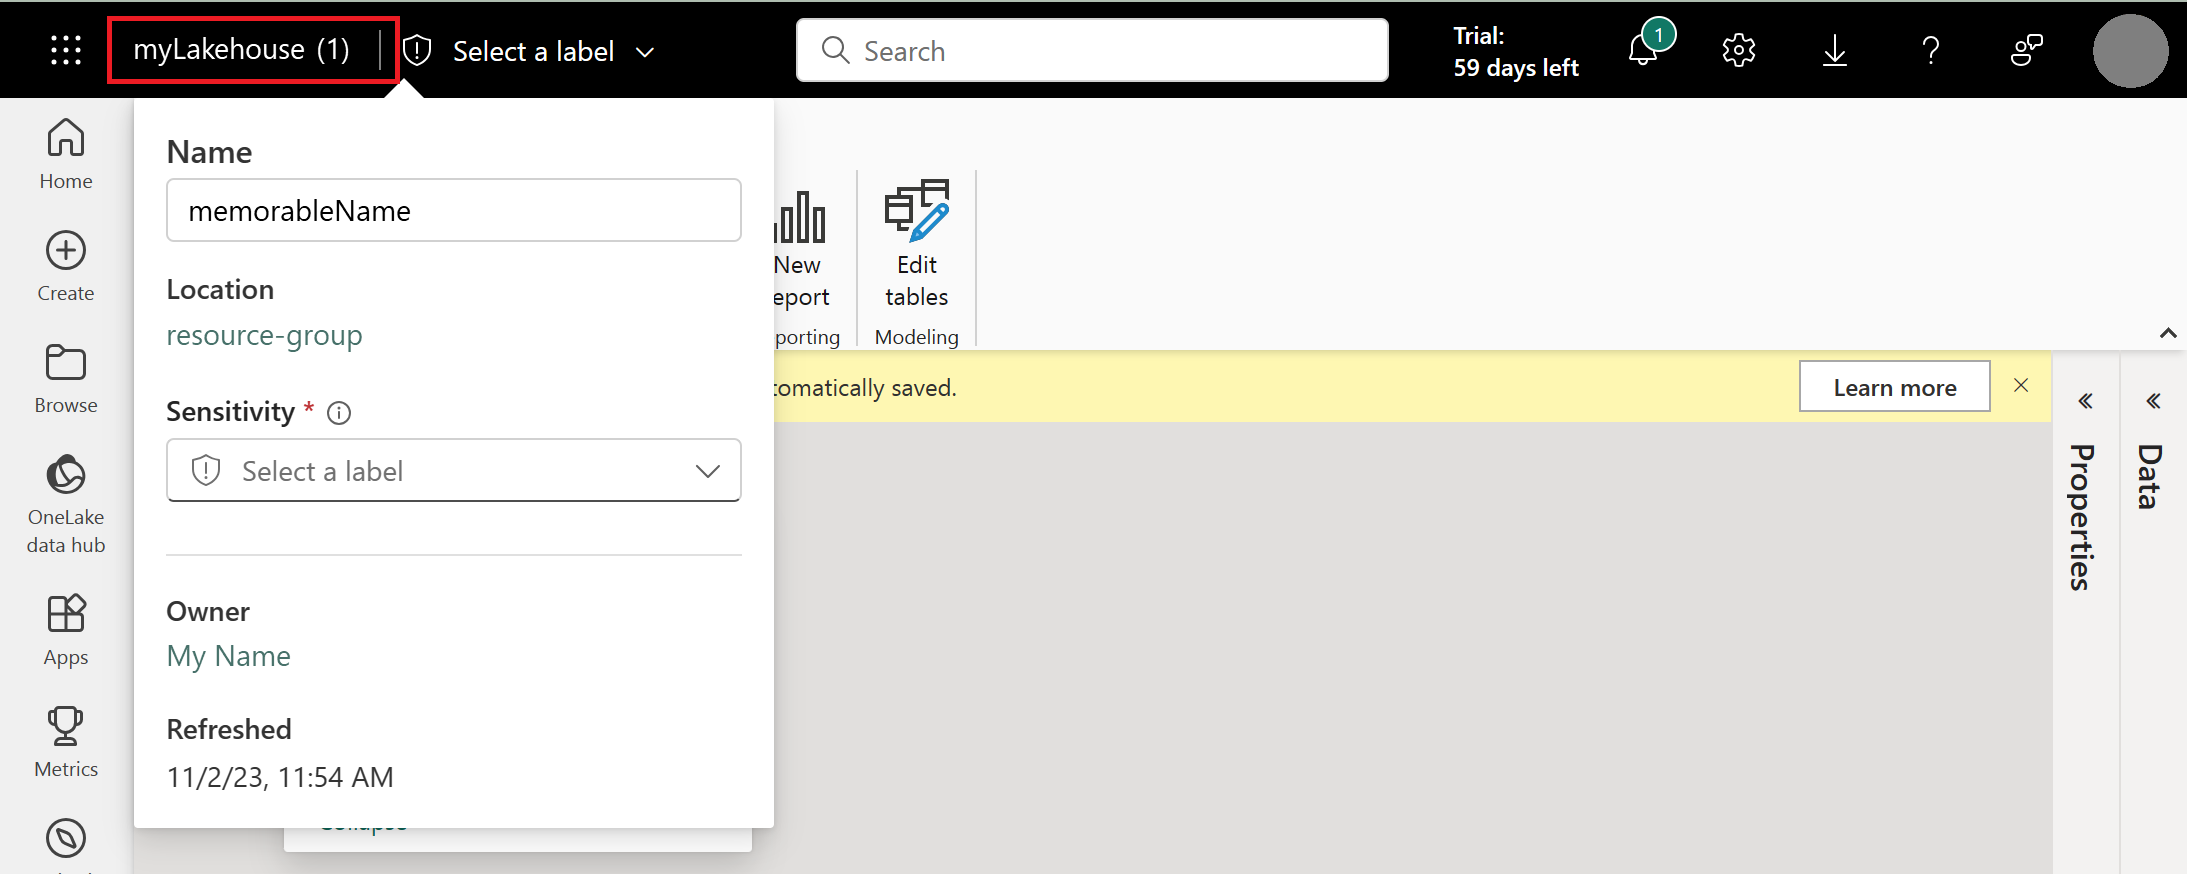 myLakehouse (1)
Select a label
Search
Trial:
59 days left
1
Home
Create
Browse
OneLake
data hub
Apps
Metrics
Name
memorableName
Location
resource-group
Sensitivity *
Select a label
Owner
My Name
Refreshed
11/2/23, 11:54 AM
New
eport
porting
Edit
tables
Modeling
tomatically saved.
Learn more
Properties
Data